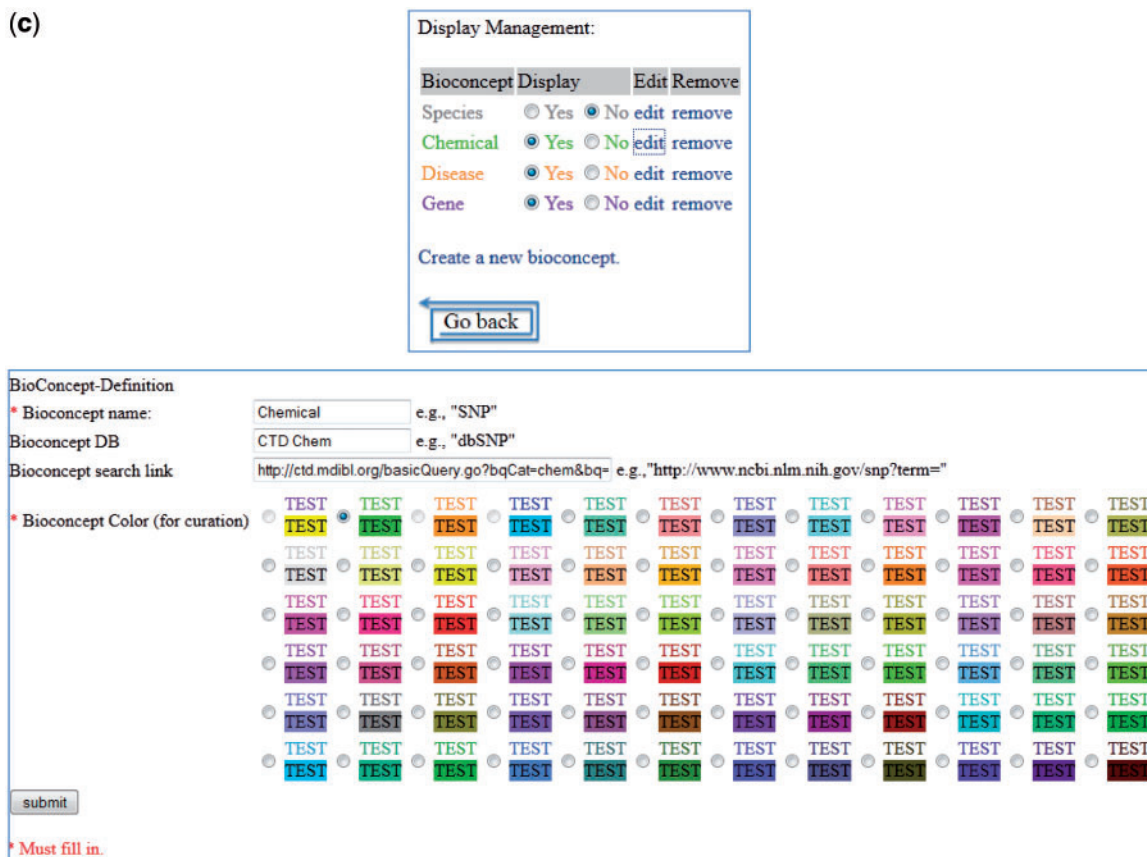 (c)
Display Management:
Bioconcept Display Edit Remove
Species Yes No edit remove
Chemical Yes No edit remove
Disease Yes No edit remove
Gene Yes No edit remove
Create a new bioconcept.
Go back
BioConcept-Definition
* Bioconcept name: Chemical e.g., "SNP"
Bioconcept DB CTD Chem e.g., "dbSNP"
Bioconcept search link http://ctd.mdibl.org/basicQuery.go?bqCat=chem&bq= e.g.,"http://www.ncbi.nlm.nih.gov/snp?term="
TEST TEST TEST TEST TEST TEST TEST TEST TEST TEST TEST TEST
* Bioconcept Color (for curation) TEST TEST TEST TEST TEST TEST TEST TEST TEST TEST TEST TEST
TEST TEST TEST TEST TEST TEST TEST TEST TEST TEST TEST TEST
TEST TEST TEST TEST TEST TEST TEST TEST TEST TEST TEST TEST
TEST TEST TEST TEST TEST TEST TEST TEST TEST TEST TEST TEST
TEST TEST TEST TEST TEST TEST TEST TEST TEST TEST TEST TEST
TEST TEST TEST TEST TEST TEST TEST TEST TEST TEST TEST TEST
TEST TEST TEST TEST TEST TEST TEST TEST TEST TEST TEST TEST
TEST TEST TEST TEST TEST TEST TEST TEST TEST TEST TEST TEST
TEST TEST TEST TEST TEST TEST TEST TEST TEST TEST TEST TEST
TEST TEST TEST TEST TEST TEST TEST TEST TEST TEST TEST TEST
TEST TEST TEST TEST TEST TEST TEST TEST TEST TEST TEST TEST
submit
* Must fill in.